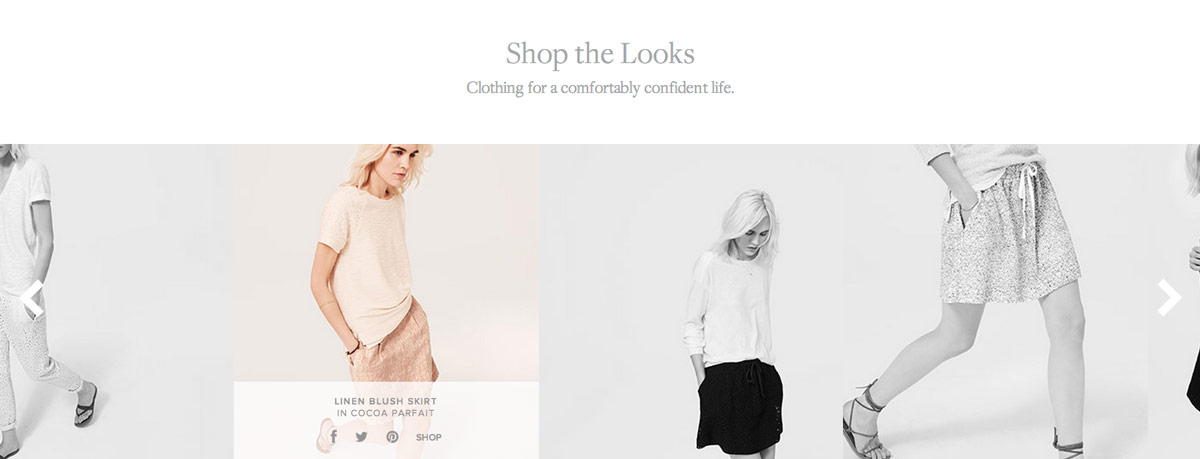 Shop the Looks
Clothing for a comfortably confident life.
LINEN BLUSH SKIRT
IN COCOA PARFAIT
SHOP